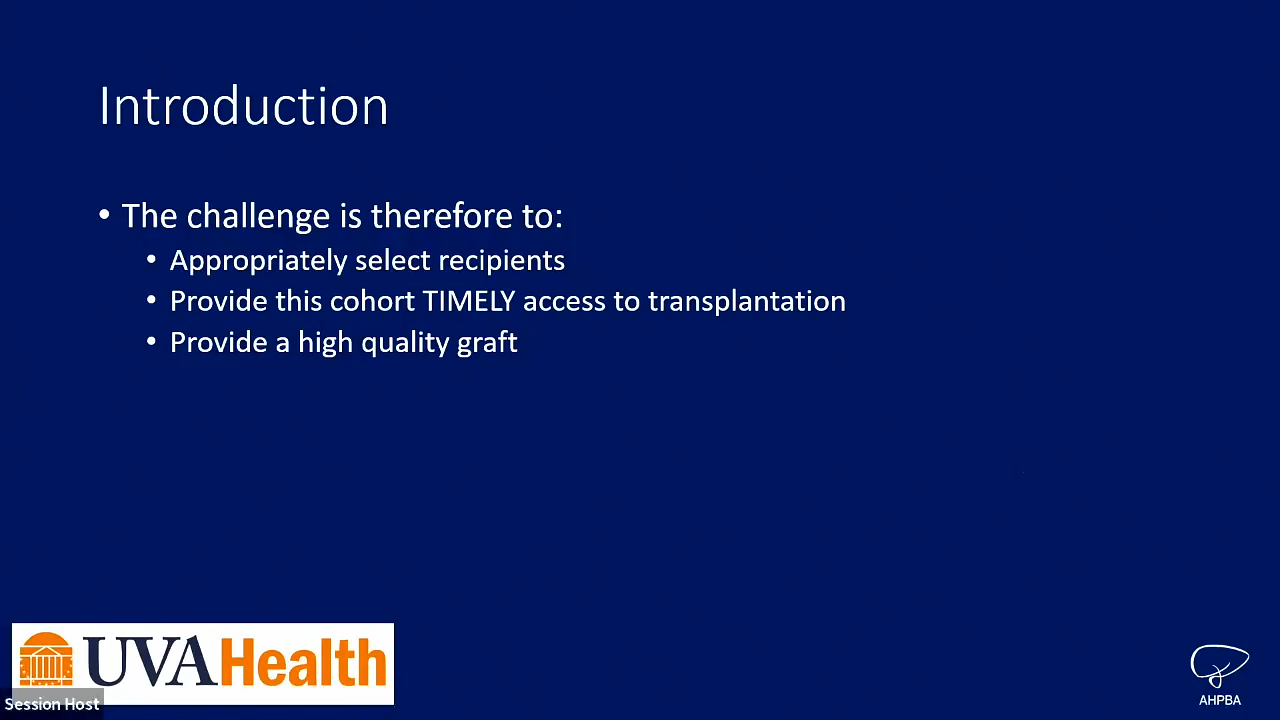 Introduction
• The challenge is therefore to:
• Appropriately select recipients
• Provide this cohort TIMELY access to transplantation
• Provide a high quality graft
UVAHealth
Session Host
AHPBA